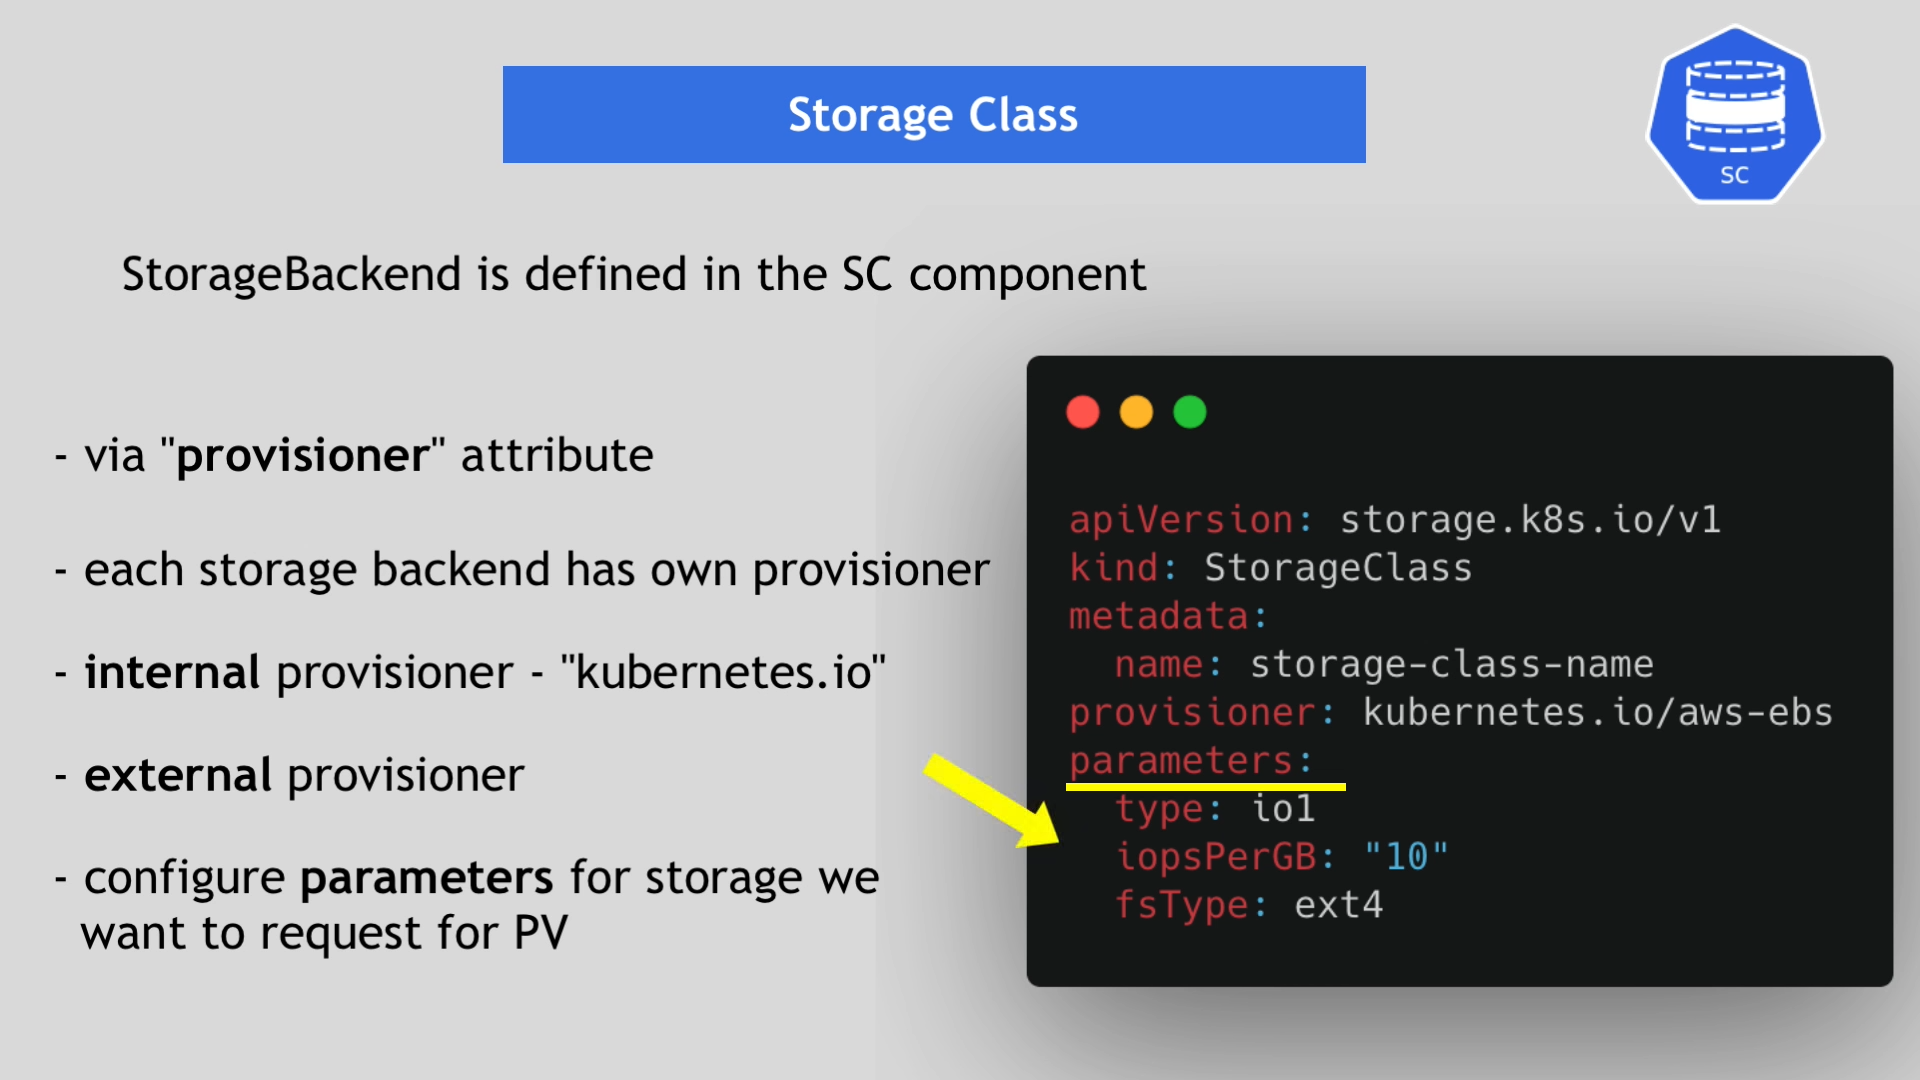 Storage Class
SC
StorageBackend is defined in the SC component
- via "provisioner" attribute
- each storage backend has own provisioner
- internal provisioner - "kubernetes.io"
- external provisioner
- configure parameters for storage we
want to request for PV
apiVersion: storage.k8s.io/v1
kind: StorageClass
metadata:
  name: storage-class-name
provisioner: kubernetes.io/aws-ebs
parameters:
  type: io1
  iopsPerGB: "10"
  fsType: ext4